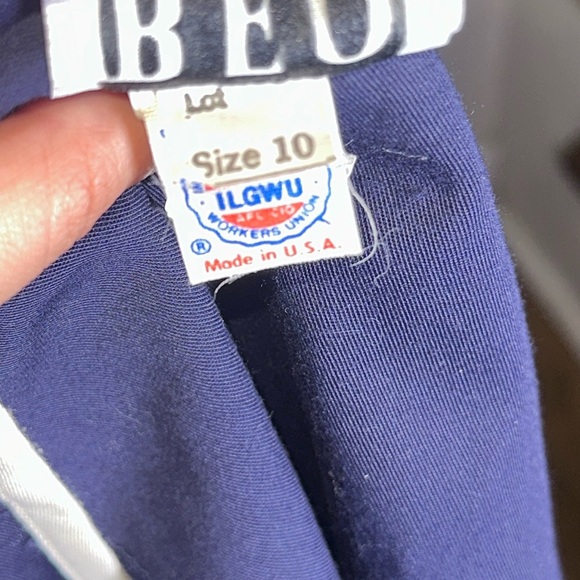 BEO
Lot
Size 10
ILGWU
AFL CIO
WORKERS UNION
®
Made in U.S.A.